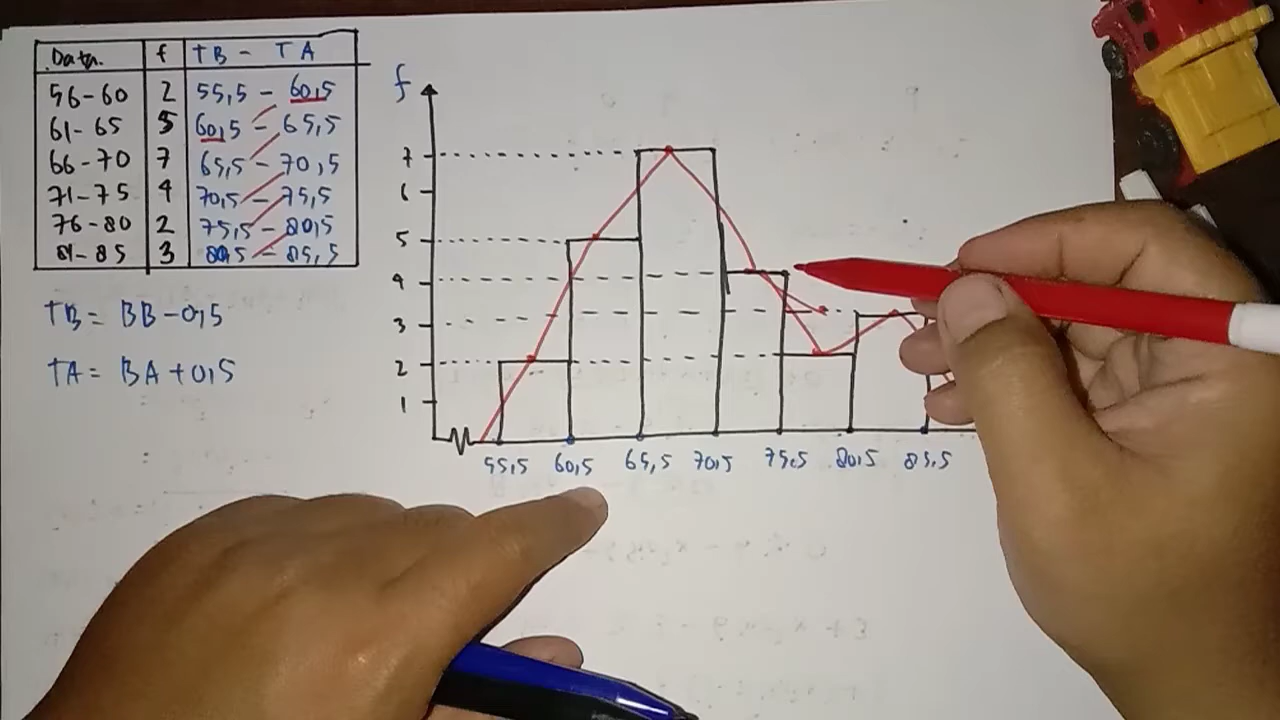 Data f TB - TA
56-60 2 55,5 - 60,5
61-65 5 60,5 - 65,5
66-70 7 65,5 - 70,5
71-75 4 70,5 - 75,5
76-80 2 75,5 - 80,5
81-85 3 80,5 - 85,5
TB = BB - 0,5
TA = BA + 0,5
f
7
6
5
4
3
2
1
55,5 60,5 65,5 70,5 75,5 80,5 85,5